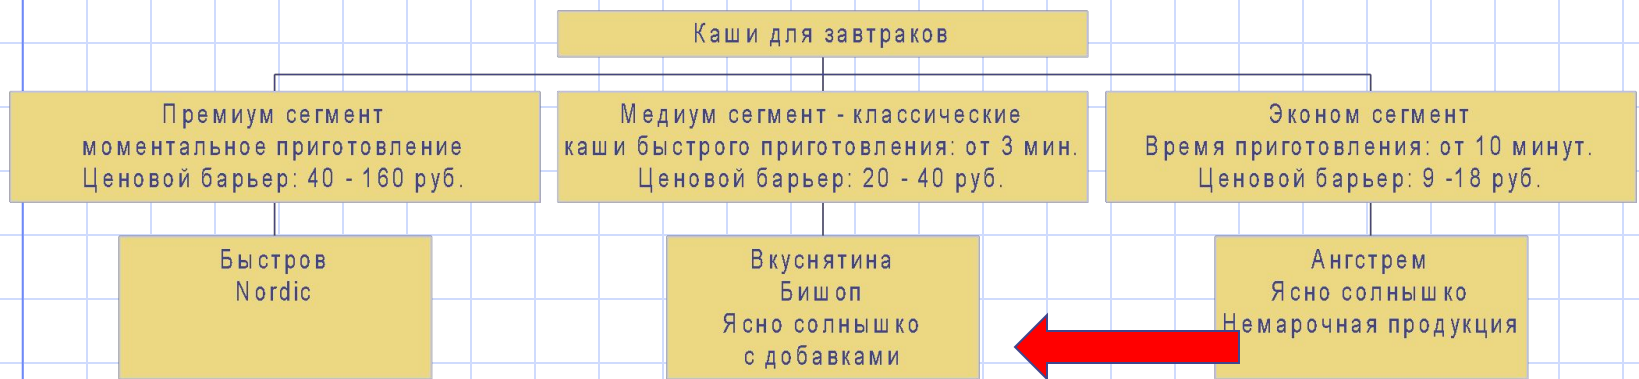 Каши для завтраков
Премиум сегмент
моментальное приготовление
Ценовой барьер: 40 - 160 руб.
Медиум сегмент - классические
каши быстрого приготовления: от 3 мин.
Ценовой барьер: 20 - 40 руб.
Эконом сегмент
Время приготовления: от 10 минут.
Ценовой барьер: 9 -18 руб.
Быстров
Nordic
Вкуснятина
Бишоп
Ясно солнышко
с добавками
Ангстрем
Ясно солнышко
Немарочная продукция